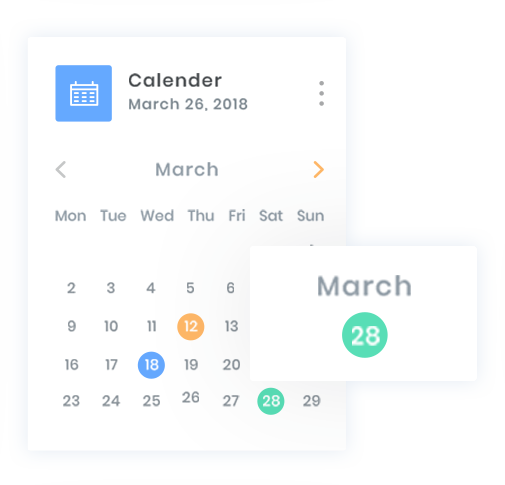 Calender
March 26, 2018
March
Mon Tue Wed Thu Fri Sat Sun
2 3 4 5 6
9 10 11 12 13
16 17 18 19 20
23 24 25 26 27 28 29
March
28